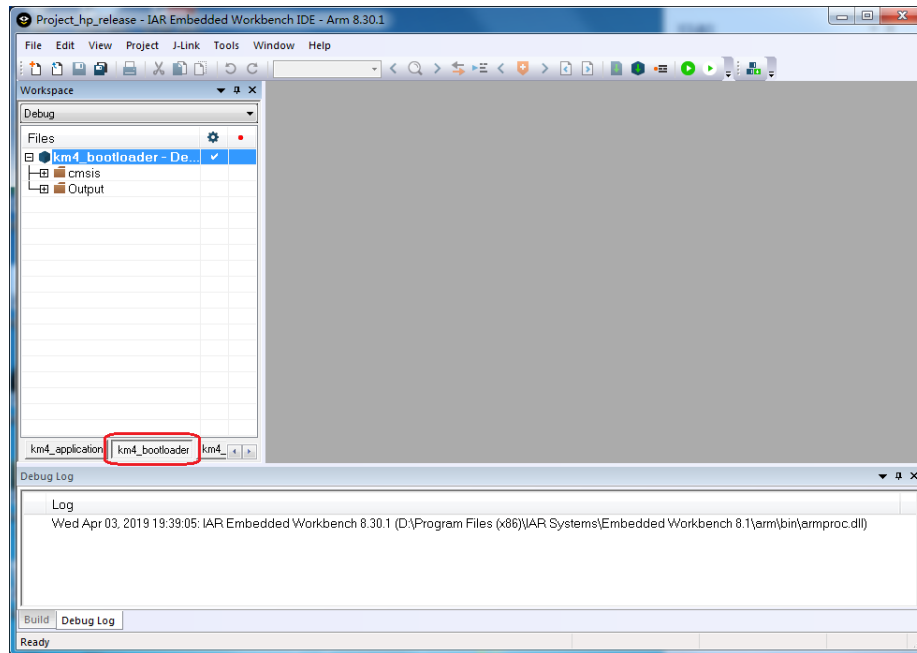 Project_hp_release - IAR Embedded Workbench IDE - Arm 8.30.1
File Edit View Project J-Link Tools Window Help
Workspace
Debug
Files
km4_bootloader - De...
cmsis
Output
km4_application km4_bootloader km4_
Debug Log
Log
Wed Apr 03, 2019 19:39:05: IAR Embedded Workbench 8.30.1 (D:\Program Files (x86)\IAR Systems\Embedded Workbench 8.1\arm\bin\armproc.dll)
Build Debug Log
Ready